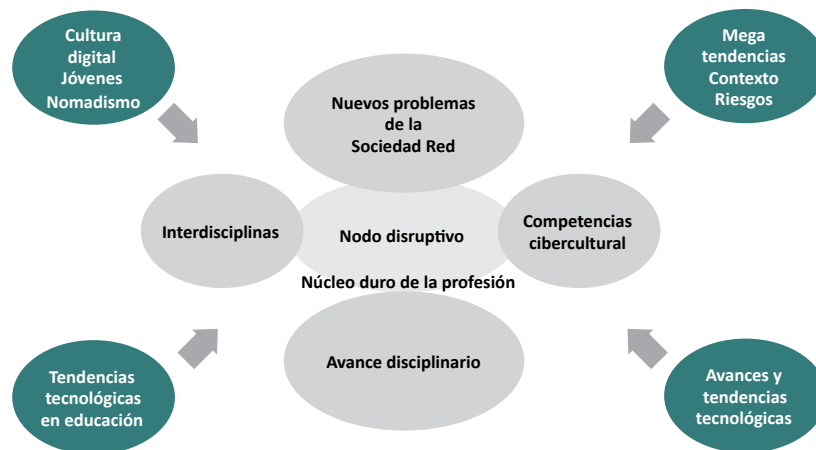 Cultura
digital
Jóvenes
Nomadismo
Mega
tendencias
Contexto
Riesgos
Nuevos problemas
de la
Sociedad Red
Interdisciplinas
Nodo disruptivo
Competencias
cibercultural
Núcleo duro de la profesión
Avance disciplinario
Tendencias
tecnológicas
en educación
Avances y
tendencias
tecnológicas